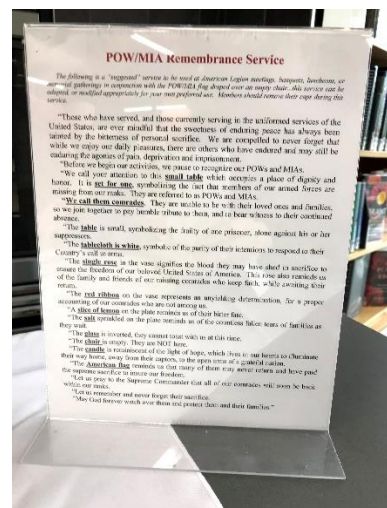 POW/MIA Remembrance Service
The following is a "suggested" service to be used at American Legion meetings, banquets, luncheons, or
memorial gatherings in conjunction with the POW/MIA flag draped over an empty chair. this service can be
adapted, or modified appropriately for your own preferred use. Members should remove their caps during this
service.
"Those who have served, and those currently serving in the uniformed services of the
United States, are ever mindful that the sweetness of enduring peace has always been
tainted by the bitterness of personal sacrifice. We are compelled to never forget that
while we enjoy our daily pleasures, there are others who have endured and may still be
enduring the agonies of pain, deprivation and imprisonment.
"Before we begin our activities, we pause to recognize our POWs and MIAs.
"We call your attention to this small table which occupies a place of dignity and
honor. It is set for one, symbolizing the fact that members of our armed forces are
missing from our ranks. They are referred to as POWs and MIAs.
"We call them comrades. They are unable to be with their loved ones and families,
so we join together to pay humble tribute to them, and to bear witness to their continued
absence.
"The table is small, symbolizing the frailty of one prisoner, alone against his or her
suppressors.
"The tablecloth is white, symbolic of the purity of their intentions to respond to their
Country's call to arms.
"The single rose in the vase signifies the blood they may have shed in sacrifice to
ensure the freedom of our beloved United States of America. This rose also reminds us
of the family and friends of our missing comrades who keep faith, while awaiting their
return.
"The red ribbon on the vase represents an unyielding determination, for a proper
accounting of our comrades who are not among us.
"A slice of lemon on the plate reminds us of their bitter fate.
"The salt sprinkled on the plate reminds us of the countless fallen tears of families as
they wait.
"The glass is inverted, they cannot toast with us at this time.
"The chair is empty. They are NOT here.
"The candle is reminiscent of the light of hope, which lives in our hearts to illuminate
their way home, away from their captors, to the open arms of a grateful nation.
"The American flag reminds us that many of them may never return and have paid
the supreme sacrifice to insure our freedom.
"Let us pray to the Supreme Commander that all of our comrades will soon be back
within our ranks.
"Let us remember and never forget their sacrifice.
"May God forever watch over them and protect them and their families."